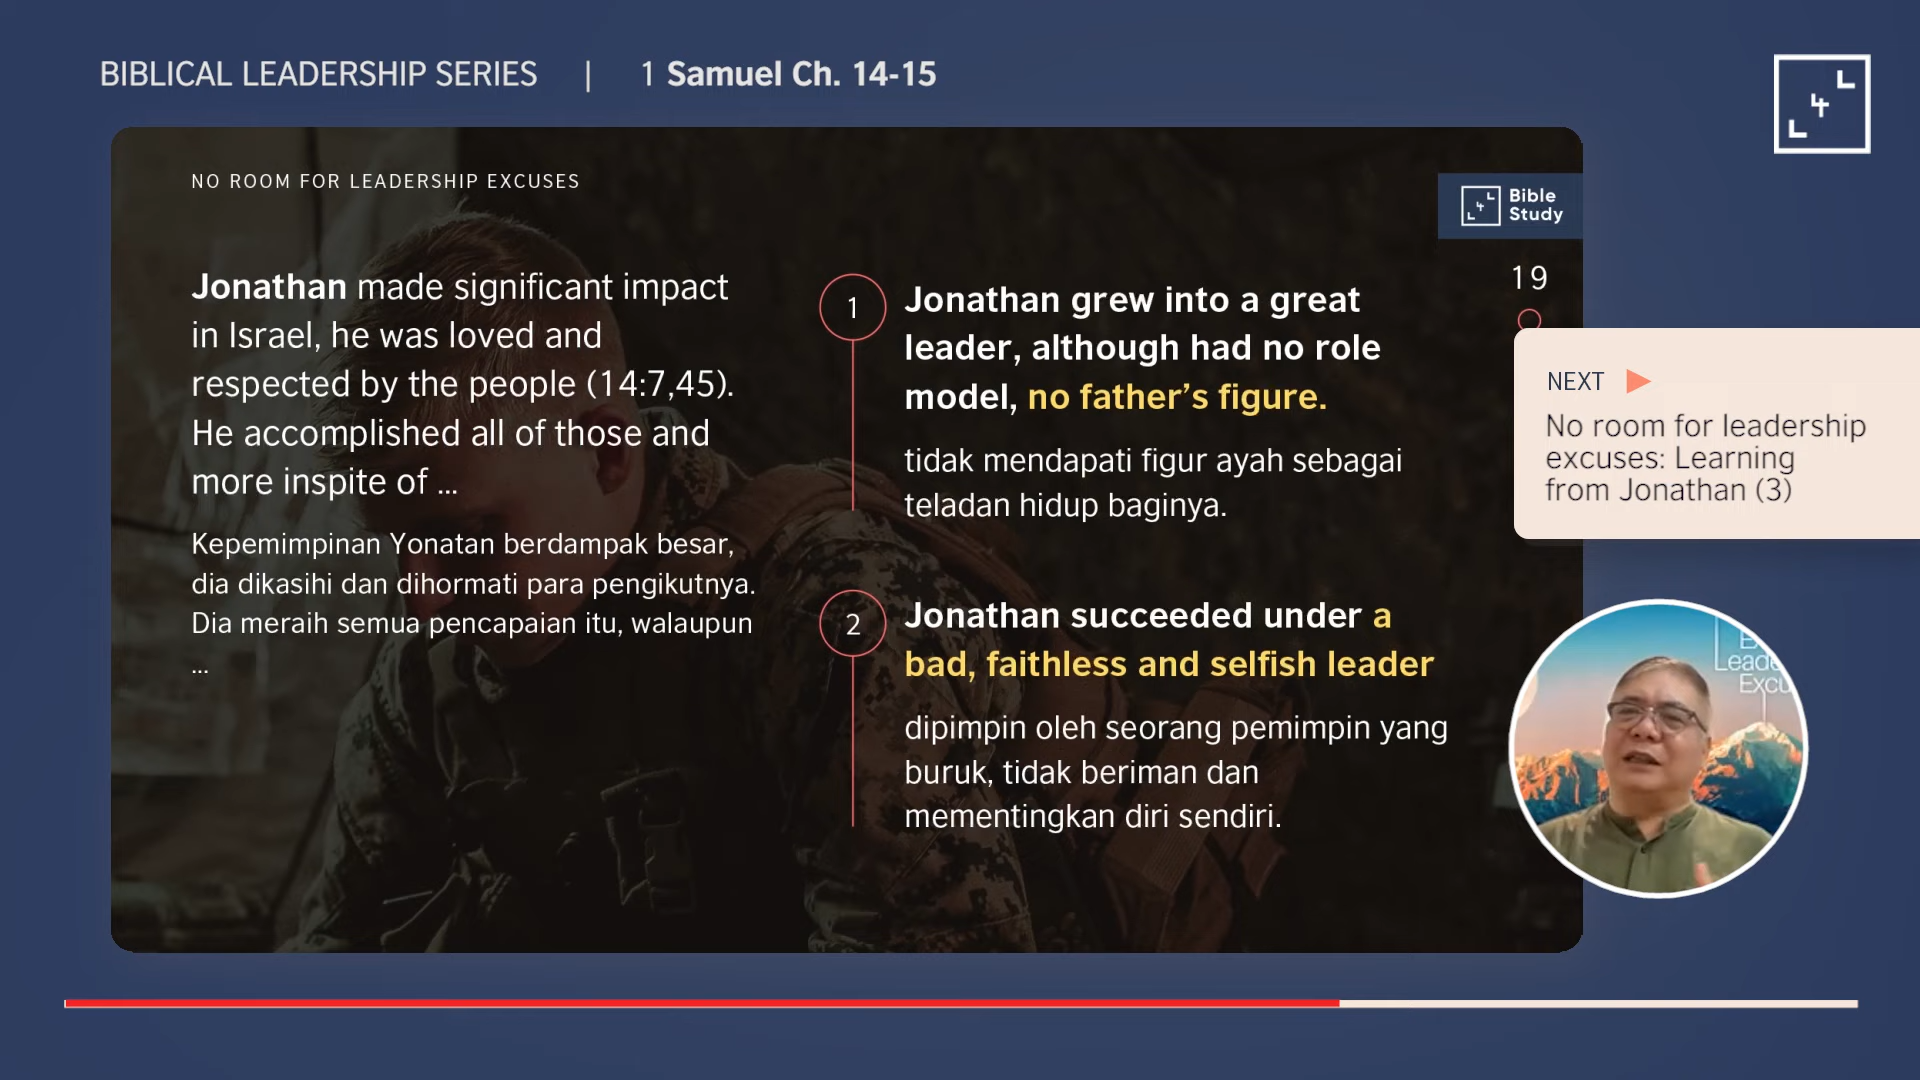 BIBLICAL LEADERSHIP SERIES | 1 Samuel Ch. 14-15
NO ROOM FOR LEADERSHIP EXCUSES
Bible
Study
19
Jonathan made significant impact
in Israel, he was loved and
respected by the people (14:7,45).
He accomplished all of those and
more inspite of ...
Kepemimpinan Yonatan berdampak besar,
dia dikasihi dan dihormati para pengikutnya.
Dia meraih semua pencapaian itu, walaupun
...
1
Jonathan grew into a great
leader, although had no role
model, no father’s figure.
tidak mendapati figur ayah sebagai
teladan hidup baginya.
2
Jonathan succeeded under a
bad, faithless and selfish leader
dipimpin oleh seorang pemimpin yang
buruk, tidak beriman dan
mementingkan diri sendiri.
NEXT
No room for leadership
excuses: Learning
from Jonathan (3)